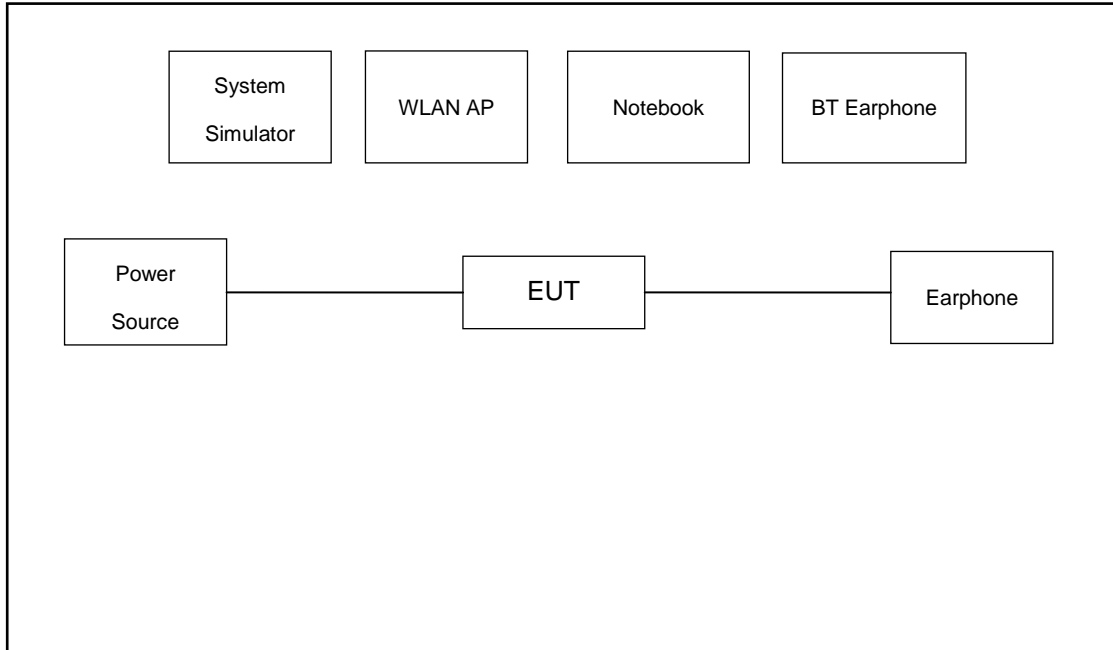 System
Simulator
WLAN AP
Notebook
BT Earphone
Power
Source
EUT
Earphone